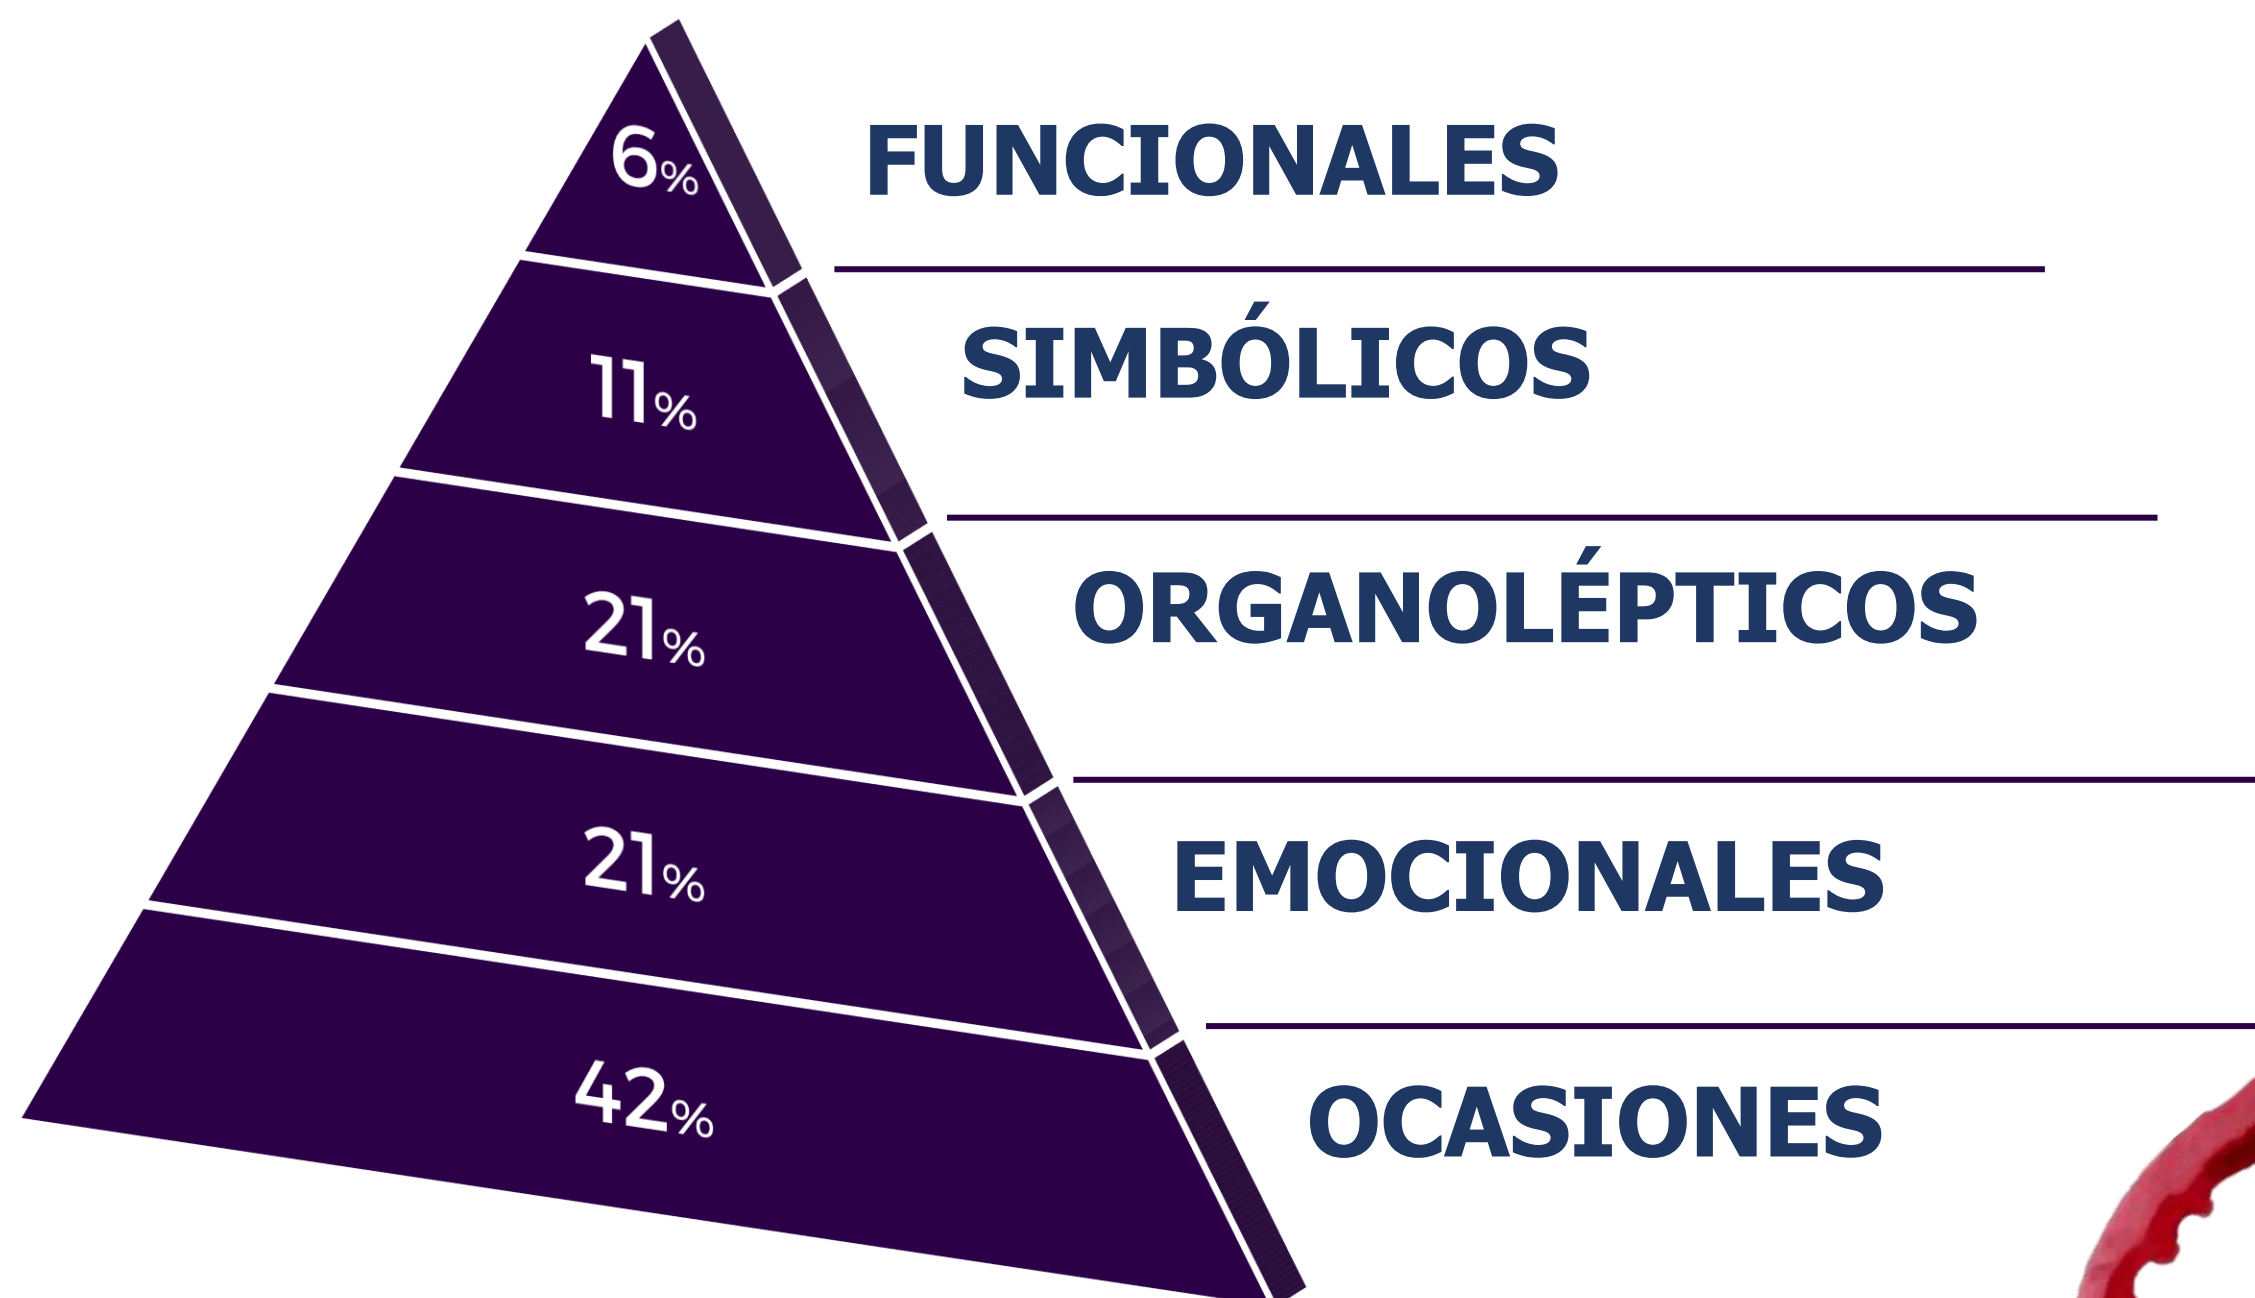 6% FUNCIONALES
11% SIMBÓLICOS
21% ORGANOLÉPTICOS
21% EMOCIONALES
42% OCASIONES